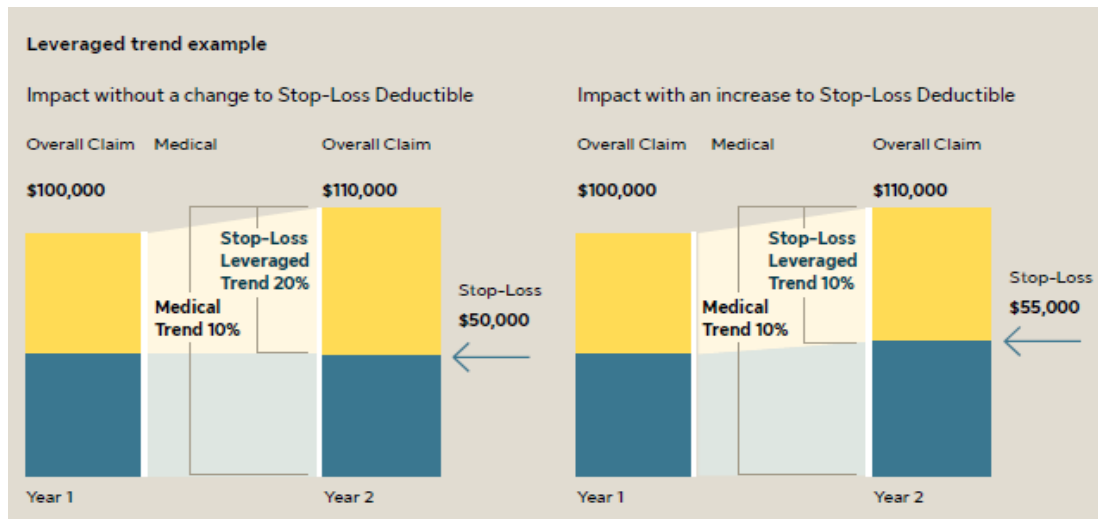 Leveraged trend example
Impact without a change to Stop-Loss Deductible
Overall Claim Medical Overall Claim
$100,000 $110,000
Stop-Loss
Leveraged
Trend 20%
Medical
Trend 10%
Stop-Loss
$50,000
Year 1 Year 2
Impact with an increase to Stop-Loss Deductible
Overall Claim Medical Overall Claim
$100,000 $110,000
Stop-Loss
Leveraged
Trend 10%
Medical
Trend 10%
Stop-Loss
$55,000
Year 1 Year 2